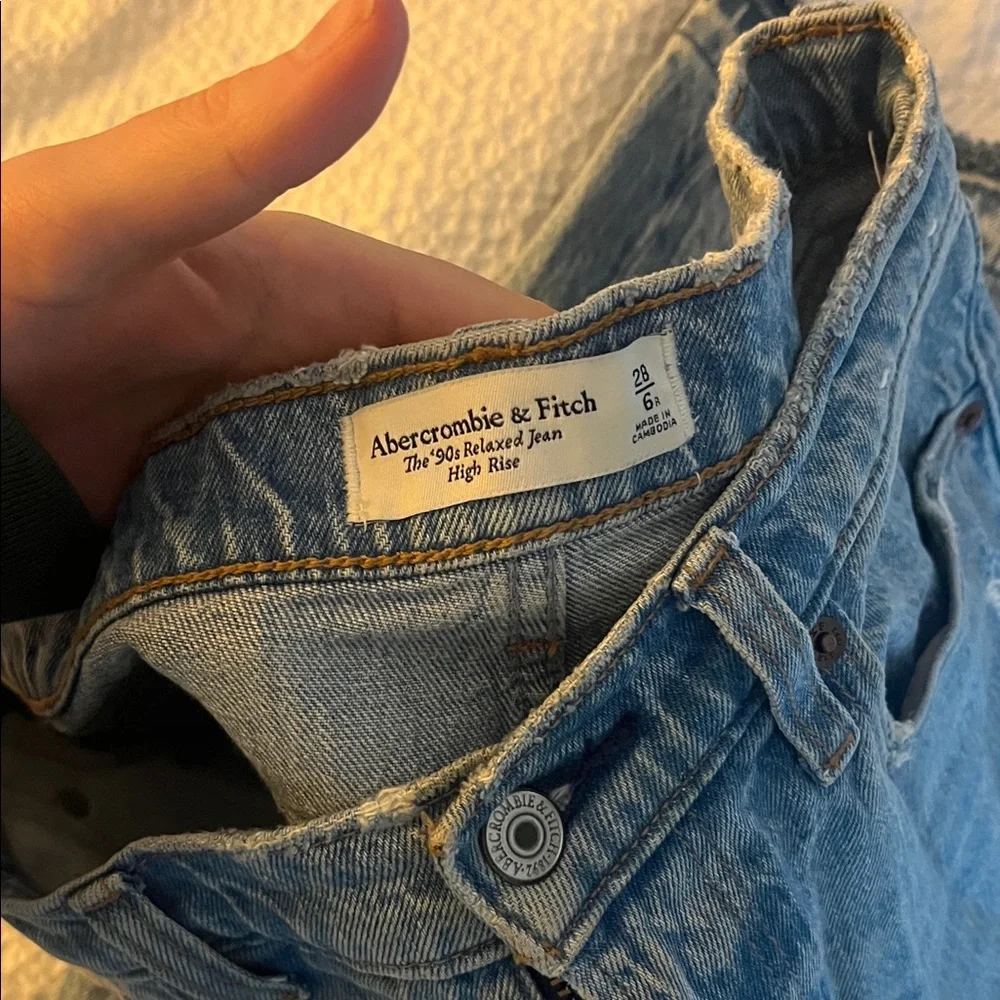 Abercrombie & Fitch
The '90s Relaxed Jean
High Rise
28
6R
MADE IN
CAMBODIA
ABERCROMBIE & FITCH · 1892 ·